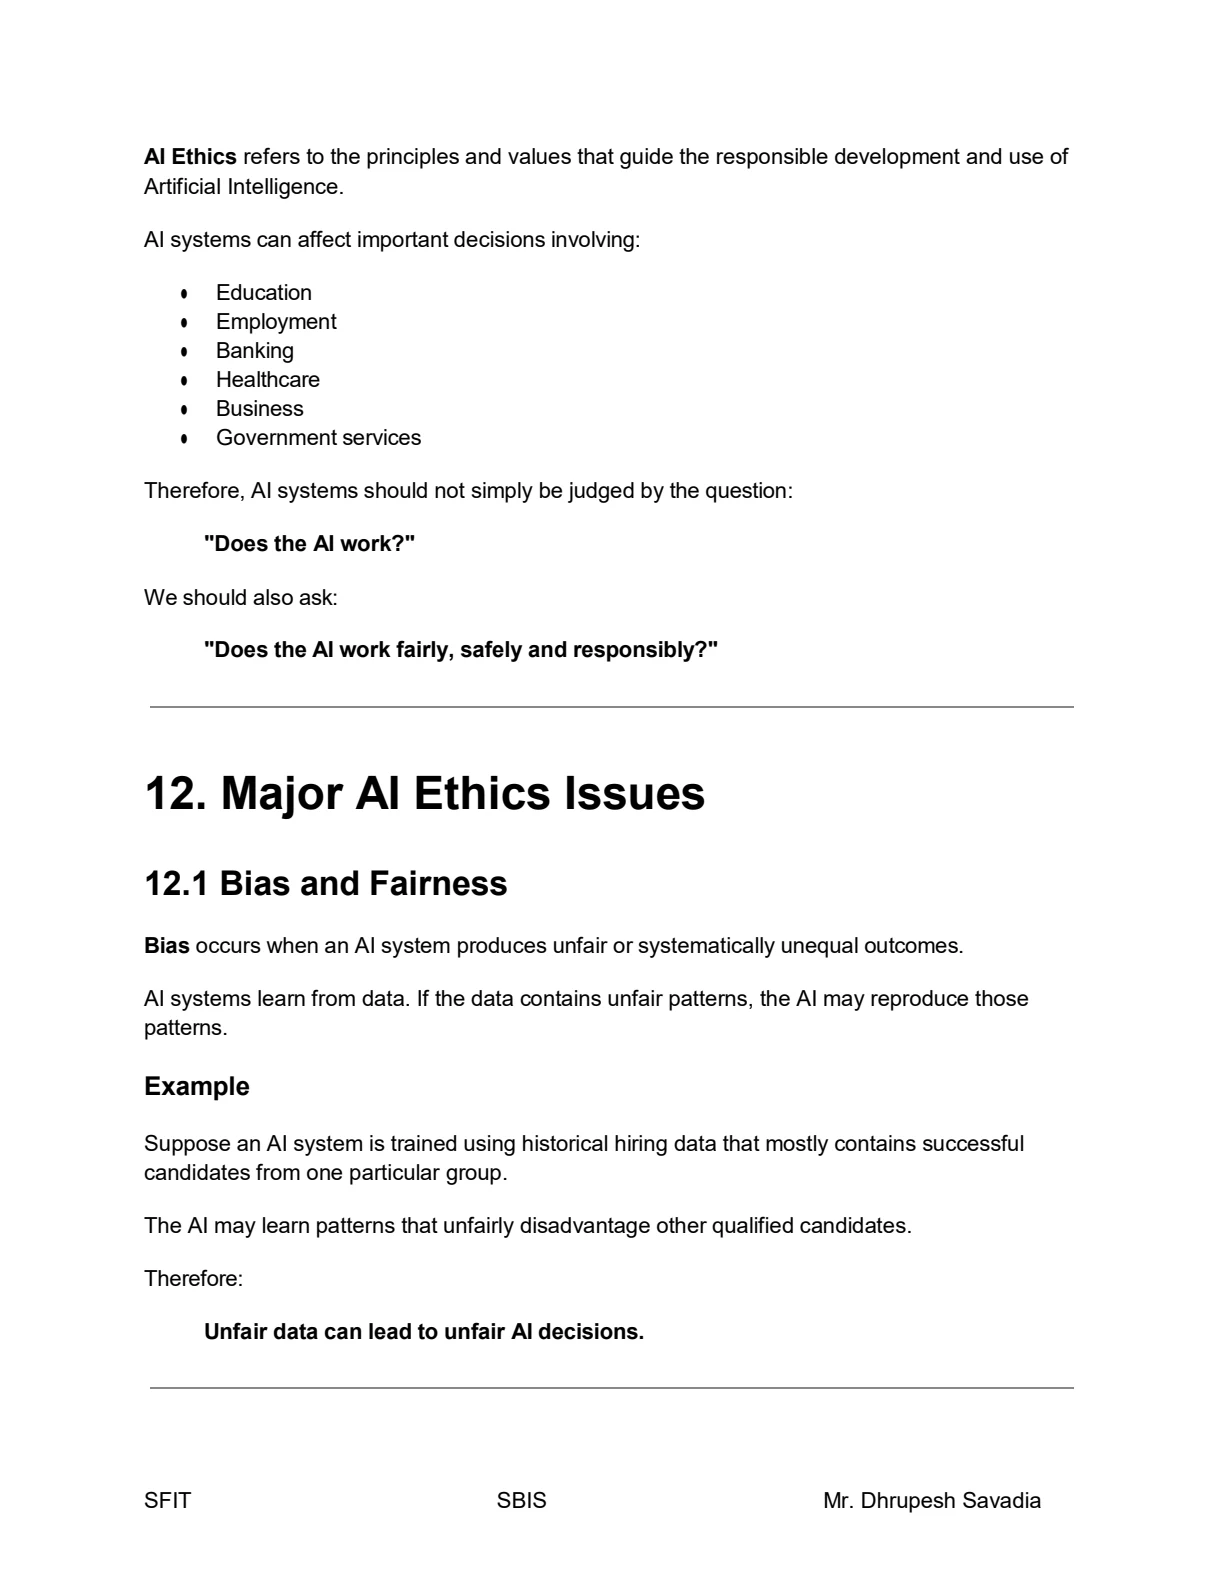 AI Ethics refers to the principles and values that guide the responsible development and use of
Artificial Intelligence.
AI systems can affect important decisions involving:
• Education
• Employment
• Banking
• Healthcare
• Business
• Government services
Therefore, AI systems should not simply be judged by the question:
"Does the AI work?"
We should also ask:
"Does the AI work fairly, safely and responsibly?"
12. Major AI Ethics Issues
12.1 Bias and Fairness
Bias occurs when an AI system produces unfair or systematically unequal outcomes.
AI systems learn from data. If the data contains unfair patterns, the AI may reproduce those
patterns.
Example
Suppose an AI system is trained using historical hiring data that mostly contains successful
candidates from one particular group.
The AI may learn patterns that unfairly disadvantage other qualified candidates.
Therefore:
Unfair data can lead to unfair AI decisions.
SFIT SBIS Mr. Dhrupesh Savadia